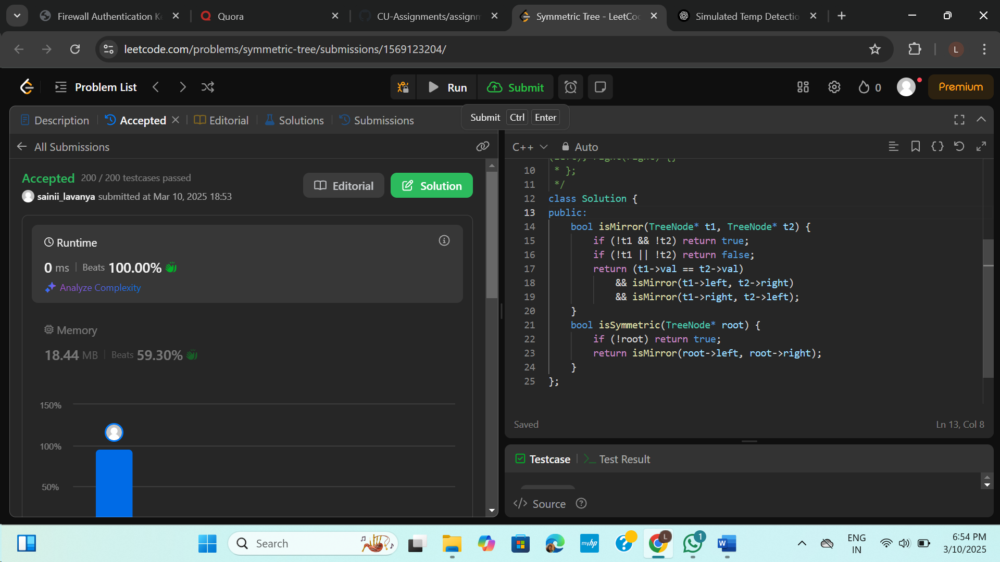 Firewall Authentication Ke
Quora
CU-Assignments/assignm
Symmetric Tree - LeetCod
Simulated Temp Detectio
leetcode.com/problems/symmetric-tree/submissions/1569123204/
L
Problem List
Run
Submit
0
Premium
Description
Accepted
Editorial
Solutions
Submissions
Submit Ctrl Enter
All Submissions
Accepted 200 / 200 testcases passed
sainii_lavanya submitted at Mar 10, 2025 18:53
Editorial
Solution
Runtime
0 ms | Beats 100.00%
Analyze Complexity
Memory
18.44 MB | Beats 59.30%
150%
100%
50%
C++
Auto
(left), right(right) {}
10 * };
11 */
12 class Solution {
13 public:
14 bool isMirror(TreeNode* t1, TreeNode* t2) {
15 if (!t1 && !t2) return true;
16 if (!t1 || !t2) return false;
17 return (t1->val == t2->val)
18 && isMirror(t1->left, t2->right)
19 && isMirror(t1->right, t2->left);
20 }
21 bool isSymmetric(TreeNode* root) {
22 if (!root) return true;
23 return isMirror(root->left, root->right);
24 }
25 };
Saved
Ln 13, Col 8
Testcase
>_ Test Result
</> Source
Search
myhp
L
1
W
ENG
IN
6:54 PM
3/10/2025